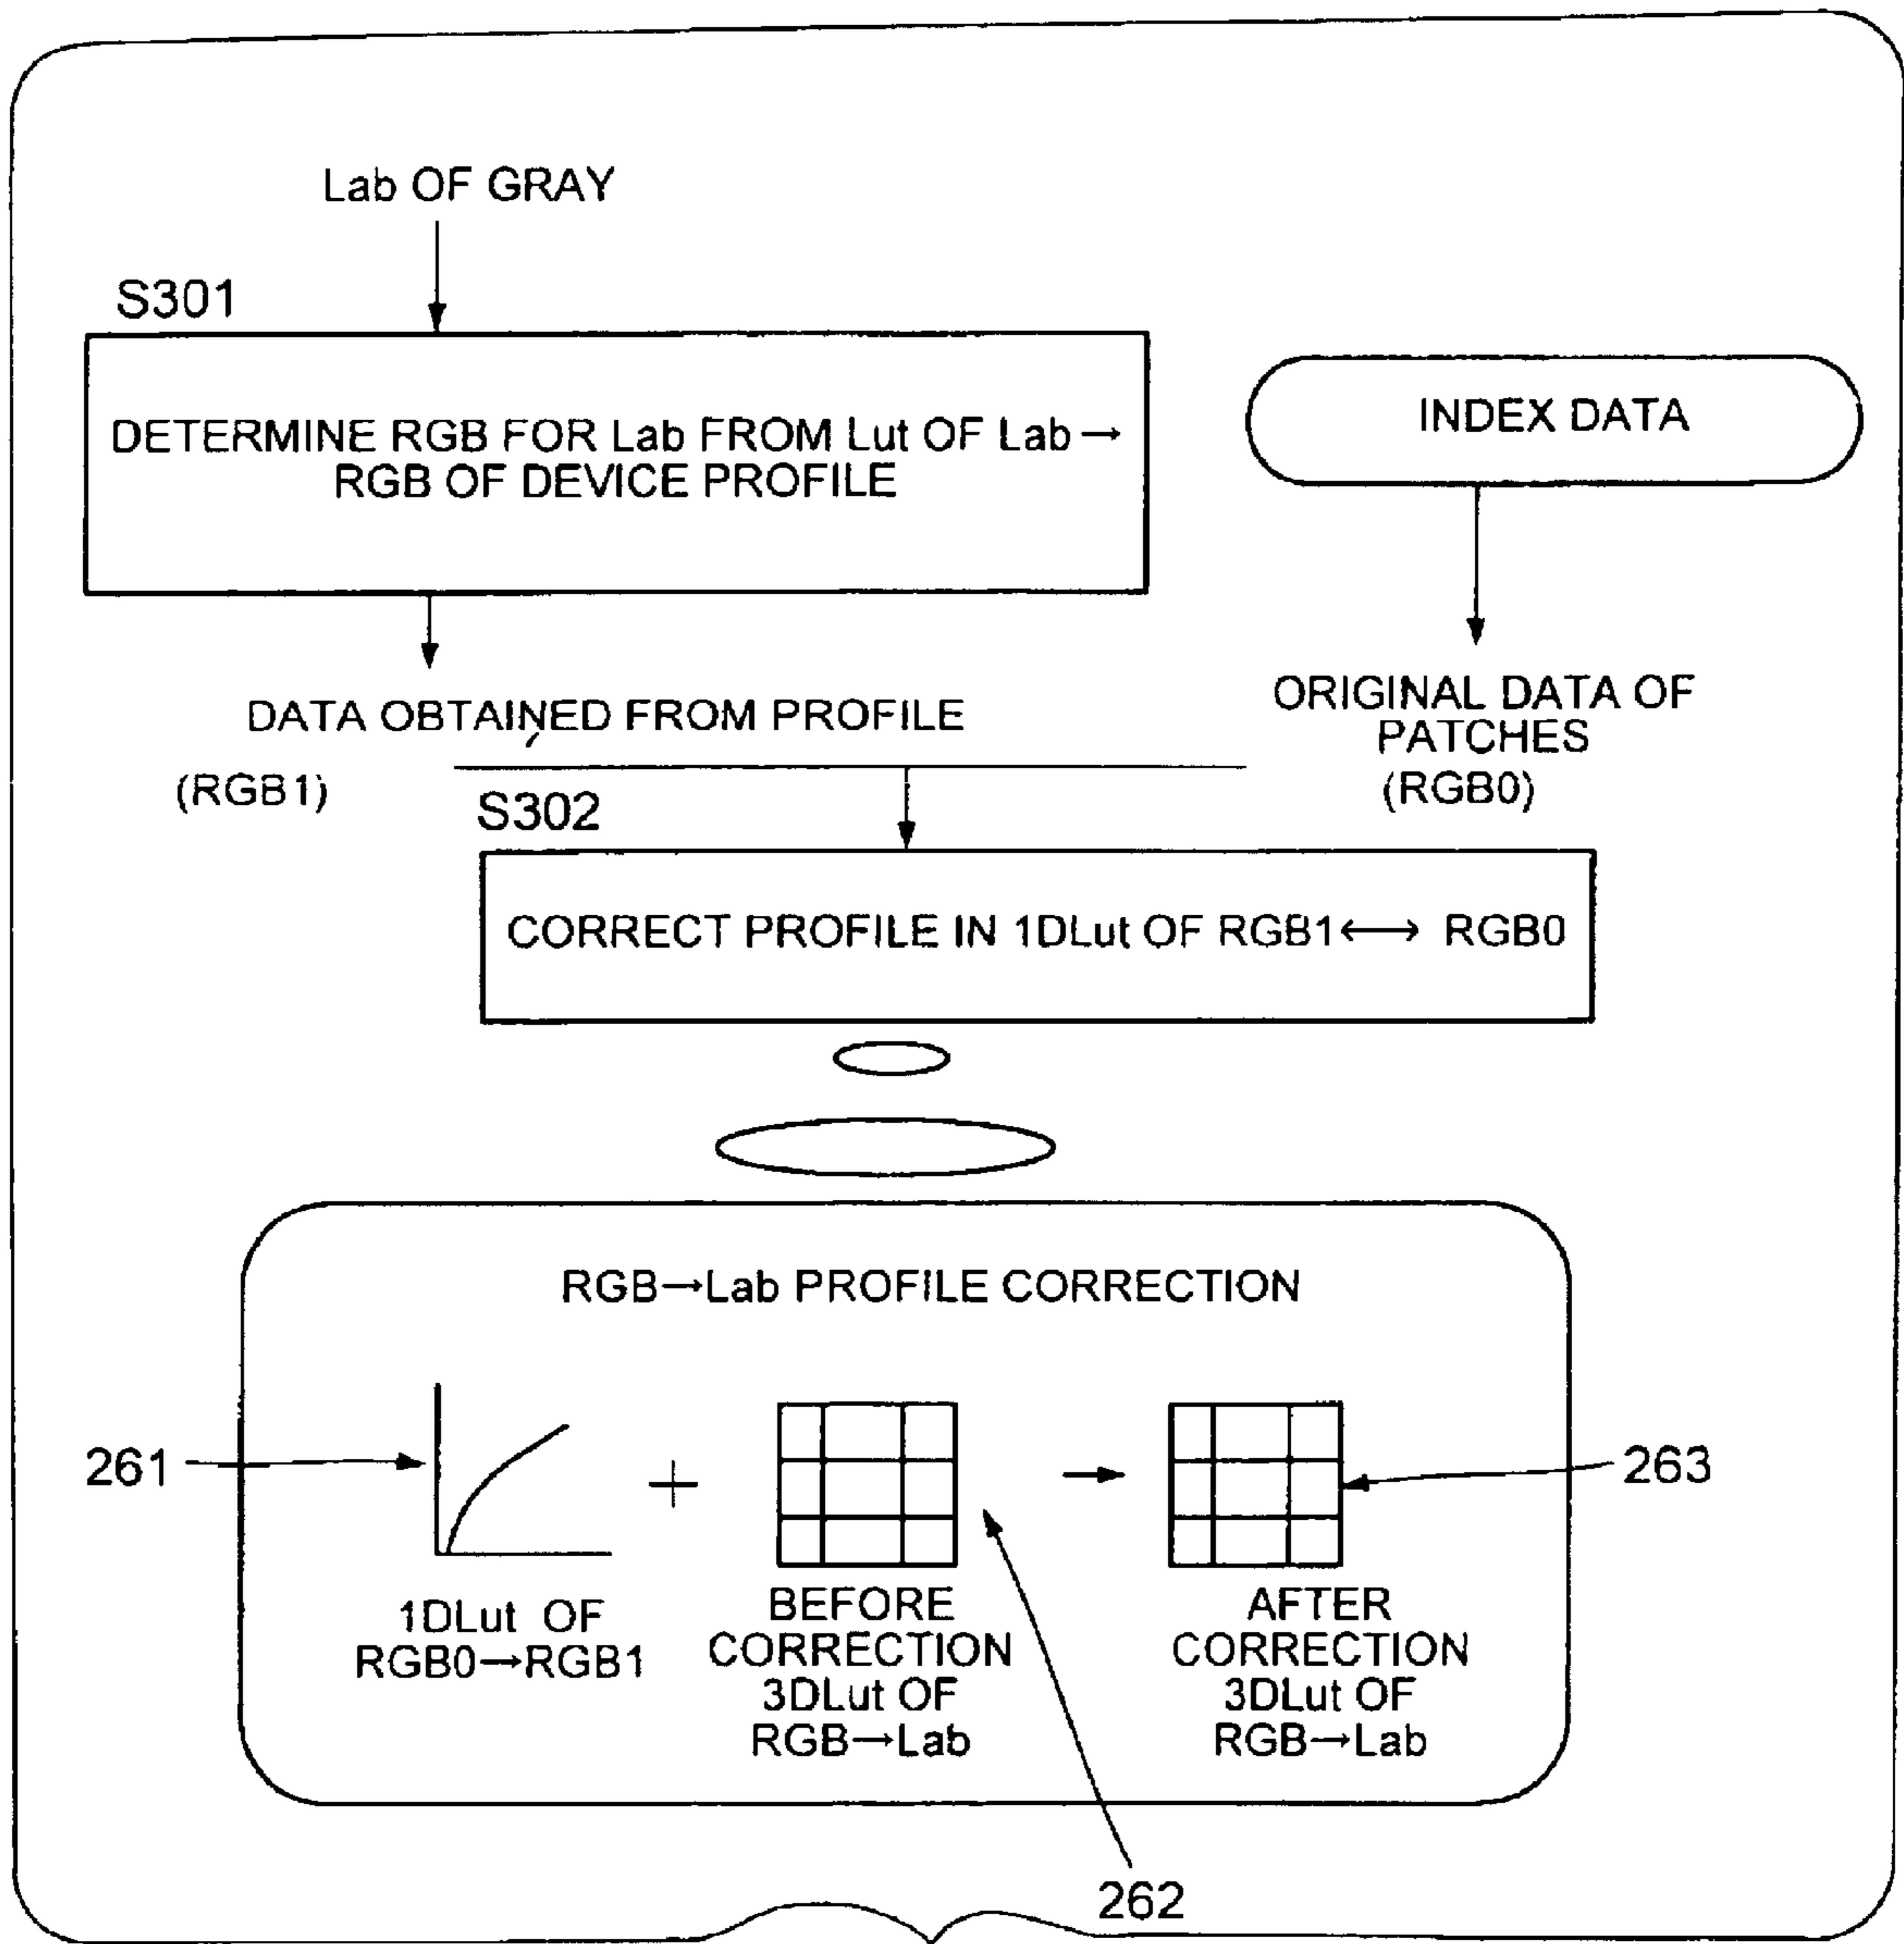 Lab OF GRAY
S301
DETERMINE RGB FOR Lab FROM Lut OF Lab→
RGB OF DEVICE PROFILE
INDEX DATA
DATA OBTAINED FROM PROFILE
(RGB1)
ORIGINAL DATA OF
PATCHES
(RGB0)
S302
CORRECT PROFILE IN 1DLut OF RGB1↔ RGB0
RGB→Lab PROFILE CORRECTION
261
+
→
263
1DLut OF
RGB0→RGB1
BEFORE
CORRECTION
3DLut OF
RGB→Lab
AFTER
CORRECTION
3DLut OF
RGB→Lab
262